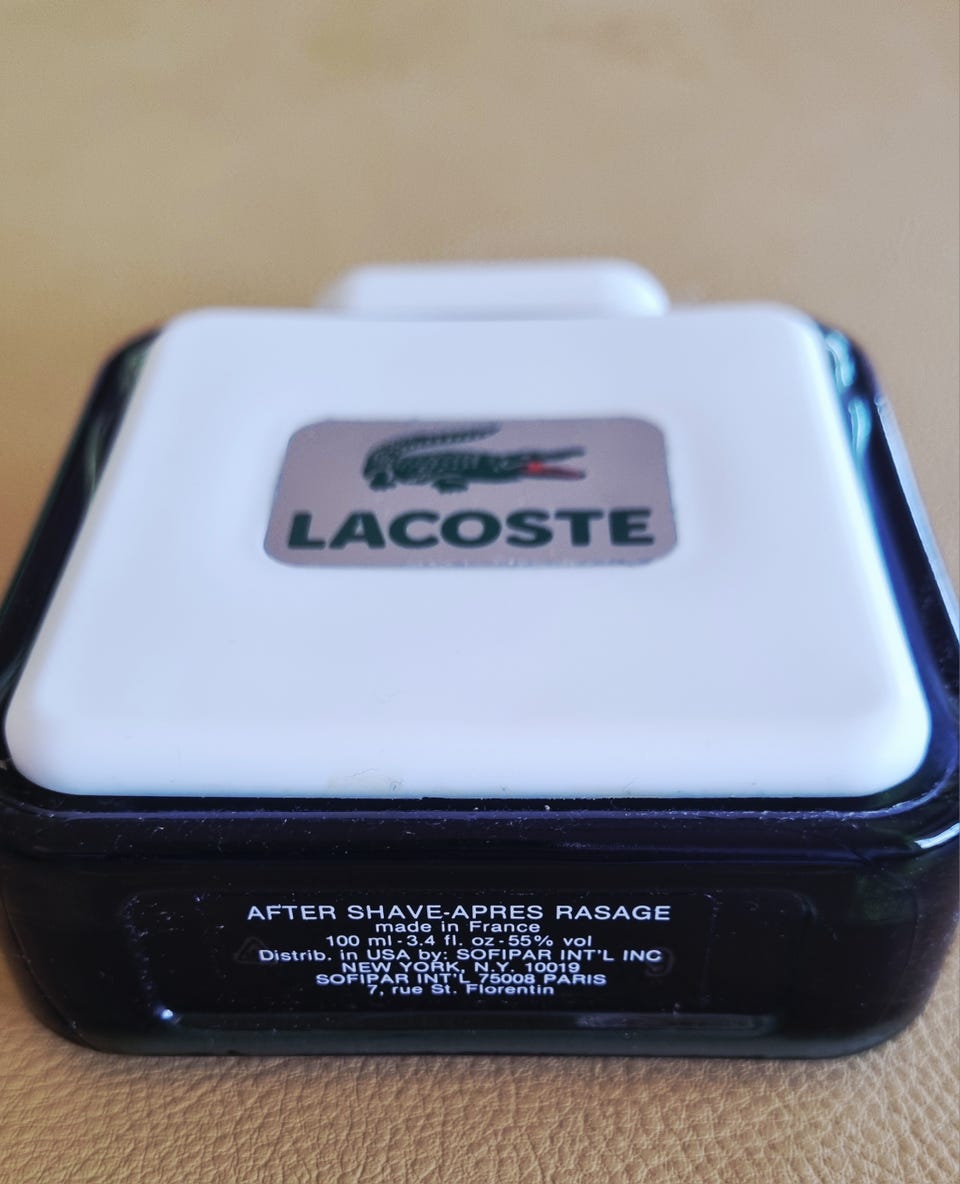 LACOSTE
AFTER SHAVE-APRES RASAGE
made in France
100 ml-3.4 fl. oz-55% vol
Distrib. in USA by: SOFIPAR INT'L INC
NEW YORK, N.Y. 10019
SOFIPAR INT'L 75008 PARIS
7, rue St. Florentin